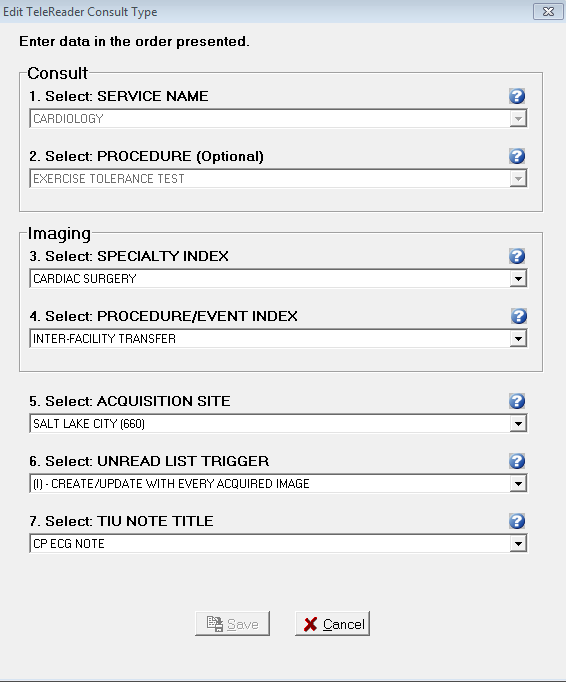 Edit TeleReader Consult Type
Enter data in the order presented.
Consult
1. Select: SERVICE NAME
CARDIOLOGY
2. Select: PROCEDURE (Optional)
EXERCISE TOLERANCE TEST
Imaging
3. Select: SPECIALTY INDEX
CARDIAC SURGERY
4. Select: PROCEDURE/EVENT INDEX
INTER-FACILITY TRANSFER
5. Select: ACQUISITION SITE
SALT LAKE CITY (660)
6. Select: UNREAD LIST TRIGGER
(I) - CREATE/UPDATE WITH EVERY ACQUIRED IMAGE
7. Select: TIU NOTE TITLE
CP ECG NOTE
Save Cancel